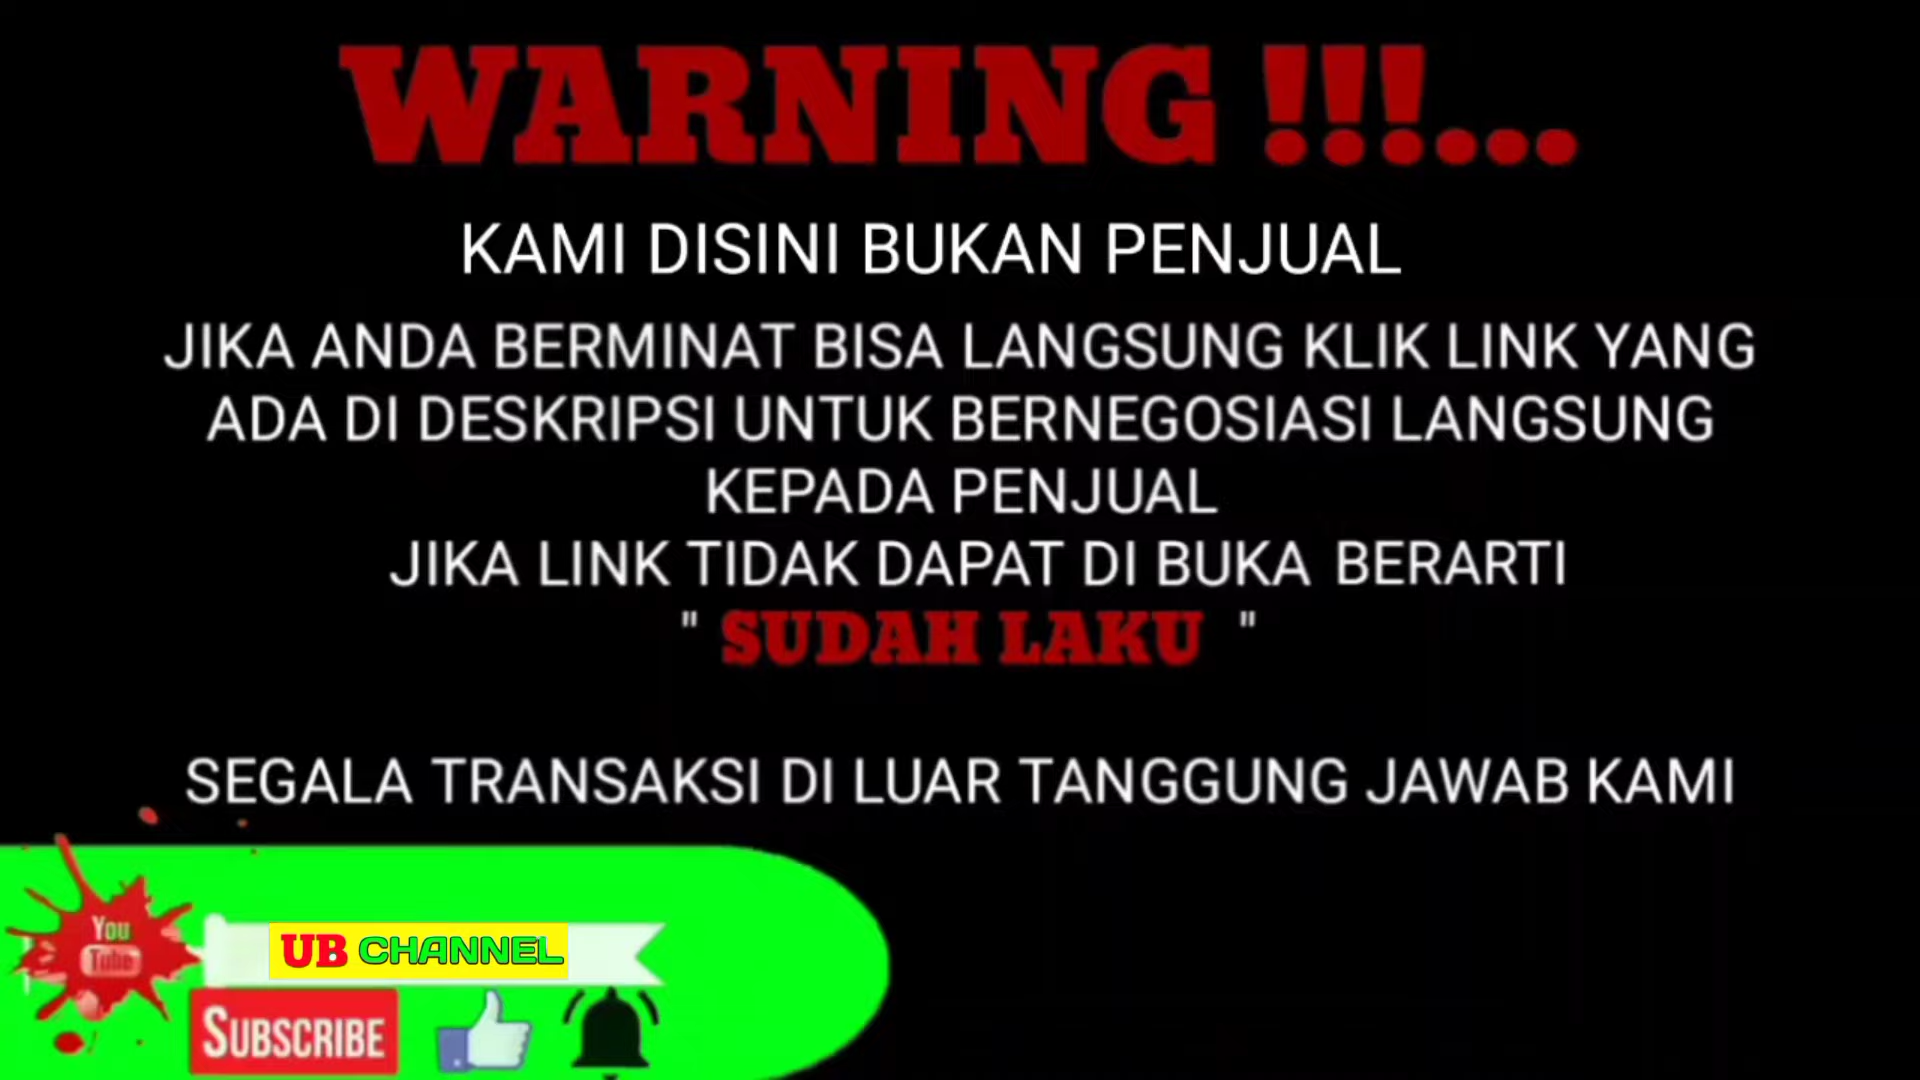 WARNING !!!...
KAMI DISINI BUKAN PENJUAL
JIKA ANDA BERMINAT BISA LANGSUNG KLIK LINK YANG
ADA DI DESKRIPSI UNTUK BERNEGOSIASI LANGSUNG
KEPADA PENJUAL
JIKA LINK TIDAK DAPAT DI BUKA BERARTI
" SUDAH LAKU "
SEGALA TRANSAKSI DI LUAR TANGGUNG JAWAB KAMI
You
Tube
UB CHANNEL
SUBSCRIBE